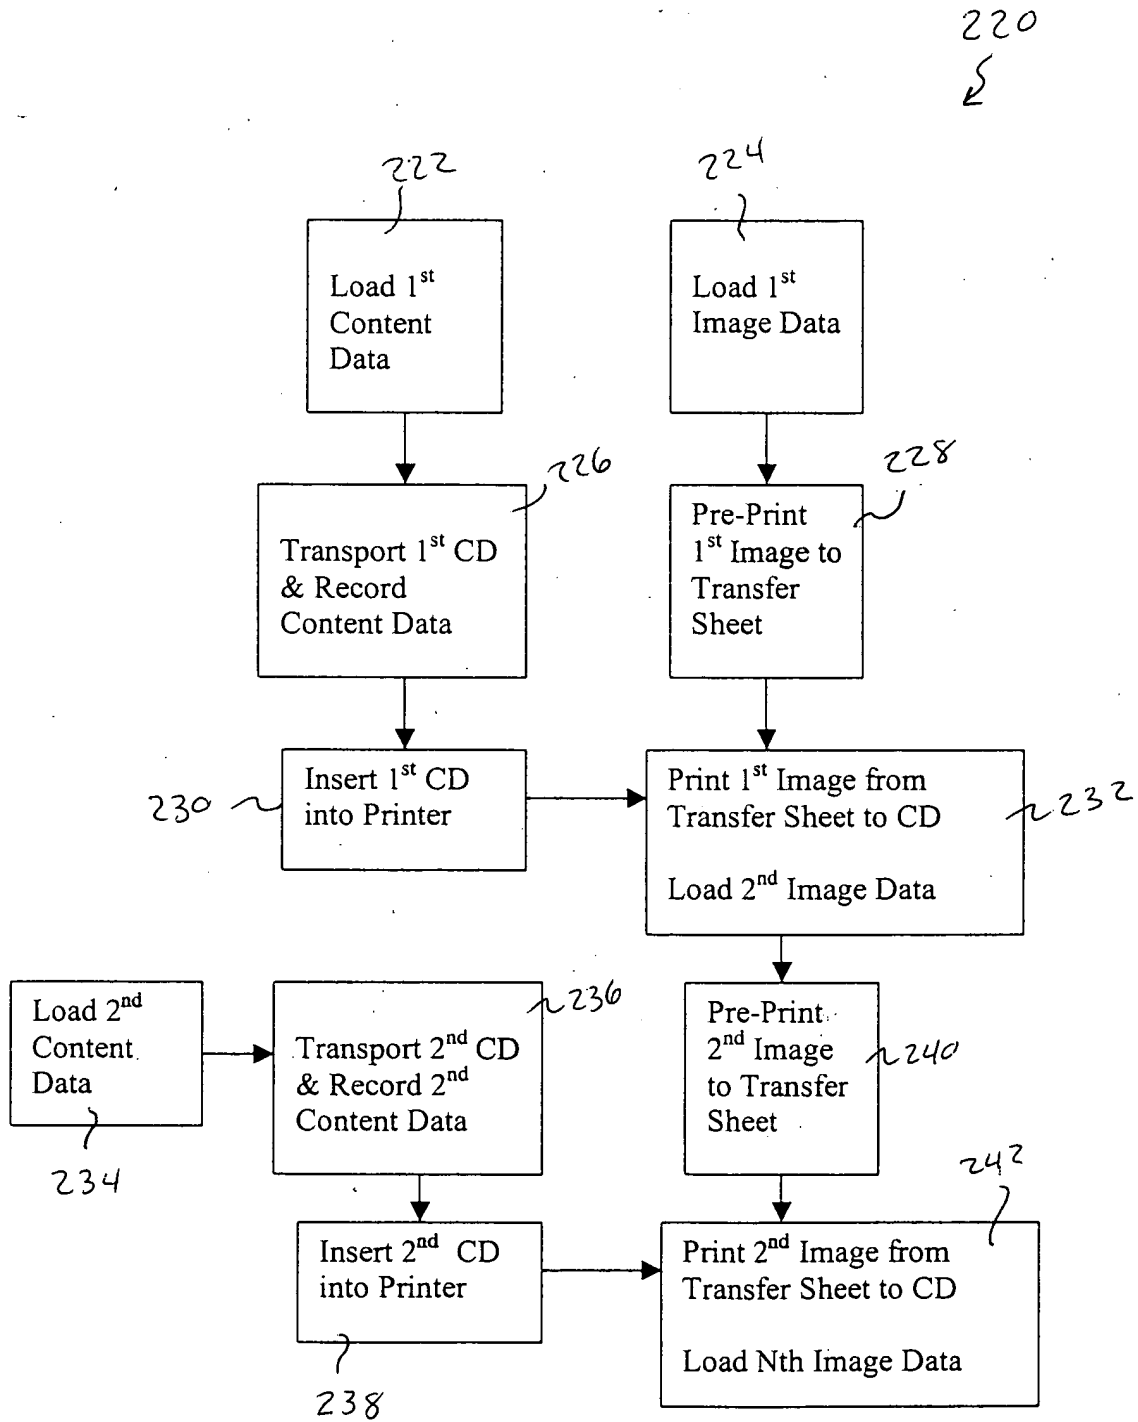 220
222
224
Load 1st
Content
Data
Load 1st
Image Data
226
228
Transport 1st CD
& Record
Content Data
Pre-Print
1st Image to
Transfer
Sheet
230
Insert 1st CD
into Printer
Print 1st Image from
Transfer Sheet to CD
Load 2nd Image Data
232
Load 2nd
Content
Data
234
236
Transport 2nd CD
& Record 2nd
Content Data
Pre-Print
2nd Image
to Transfer
Sheet
240
242
Insert 2nd CD
into Printer
238
Print 2nd Image from
Transfer Sheet to CD
Load Nth Image Data